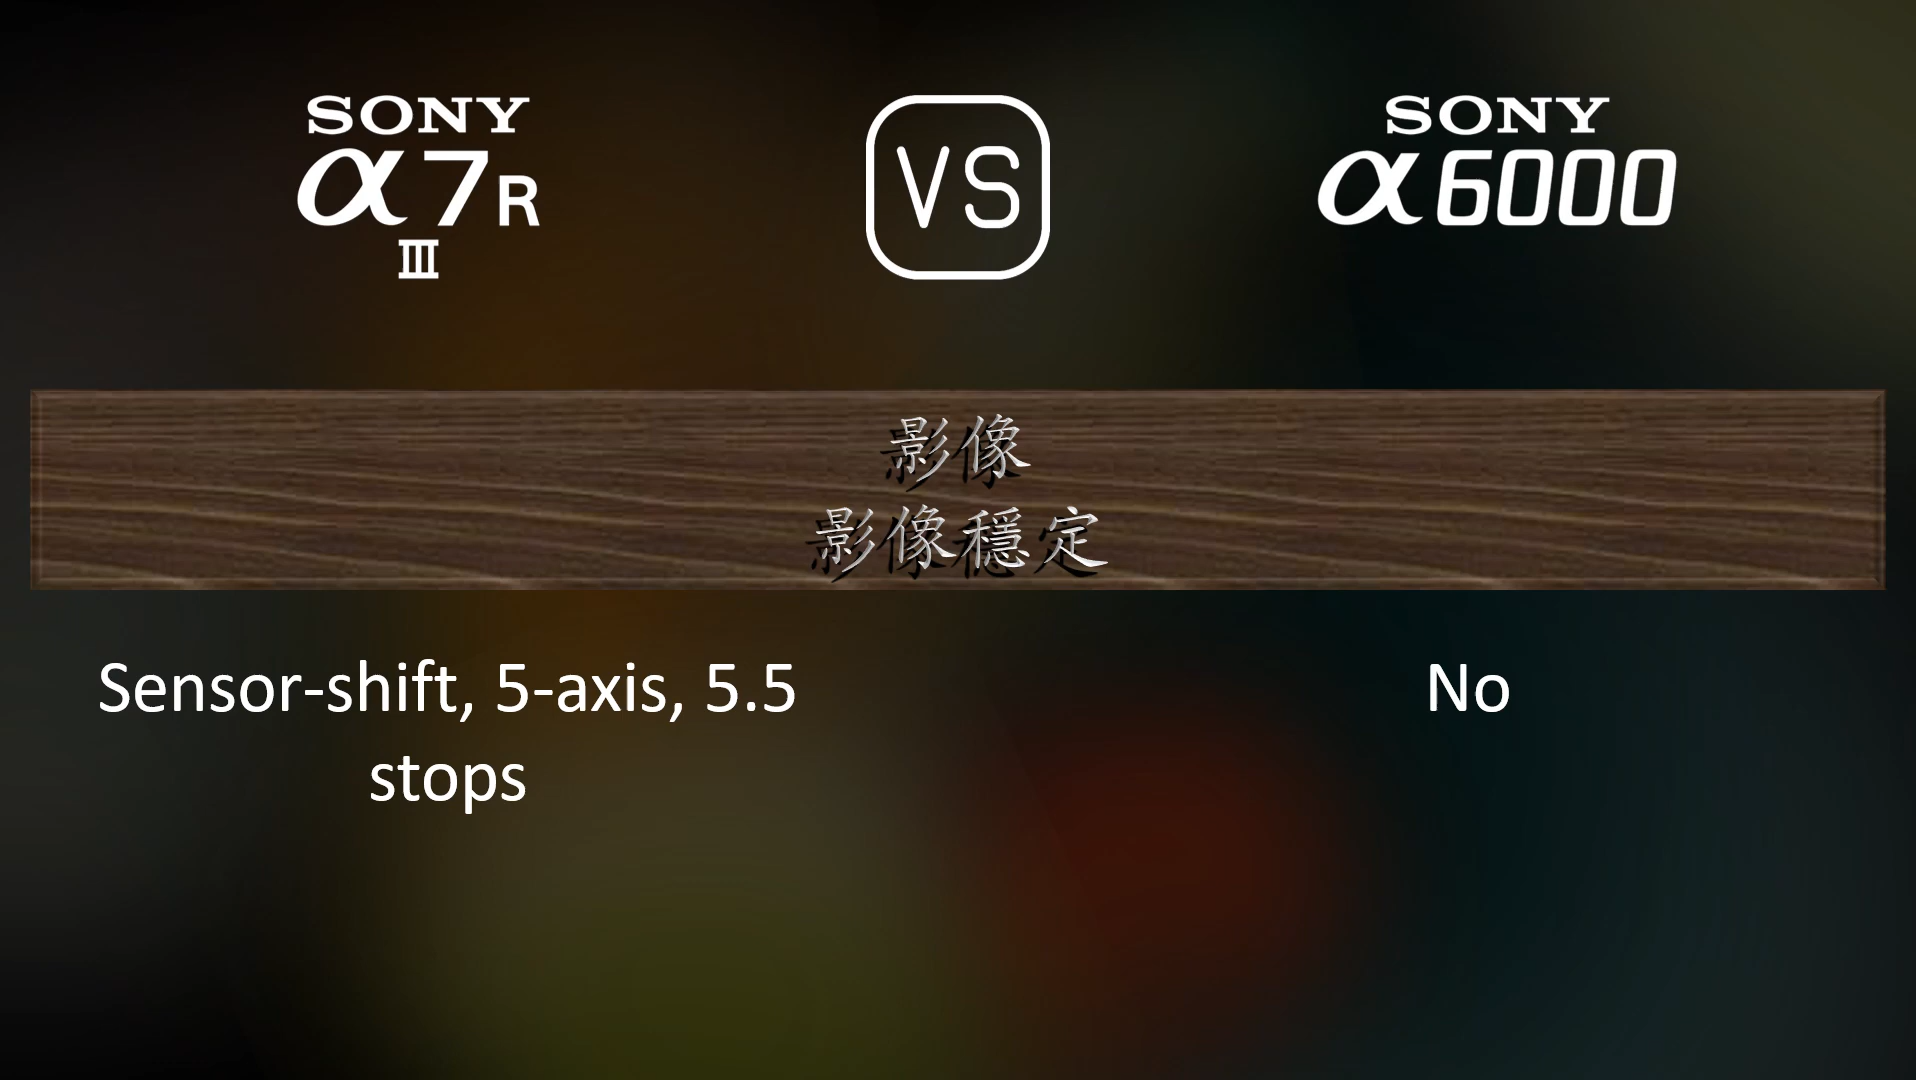 SONY
α7R
III
VS
SONY
α6000
影像
影像穩定
Sensor-shift, 5-axis, 5.5
stops
No